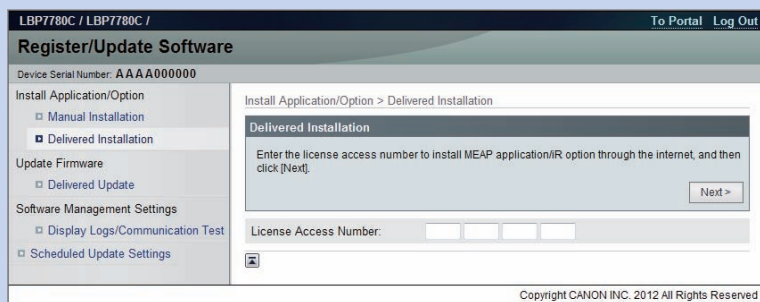 LBP7780C / LBP7780C /
To Portal Log Out
Register/Update Software
Device Serial Number: AAAA000000
Install Application/Option
Manual Installation
Delivered Installation
Update Firmware
Delivered Update
Software Management Settings
Display Logs/Communication Test
Scheduled Update Settings
Install Application/Option > Delivered Installation
Delivered Installation
Enter the license access number to install MEAP application/iR option through the internet, and then
click [Next].
Next >
License Access Number:
Copyright CANON INC. 2012 All Rights Reserved